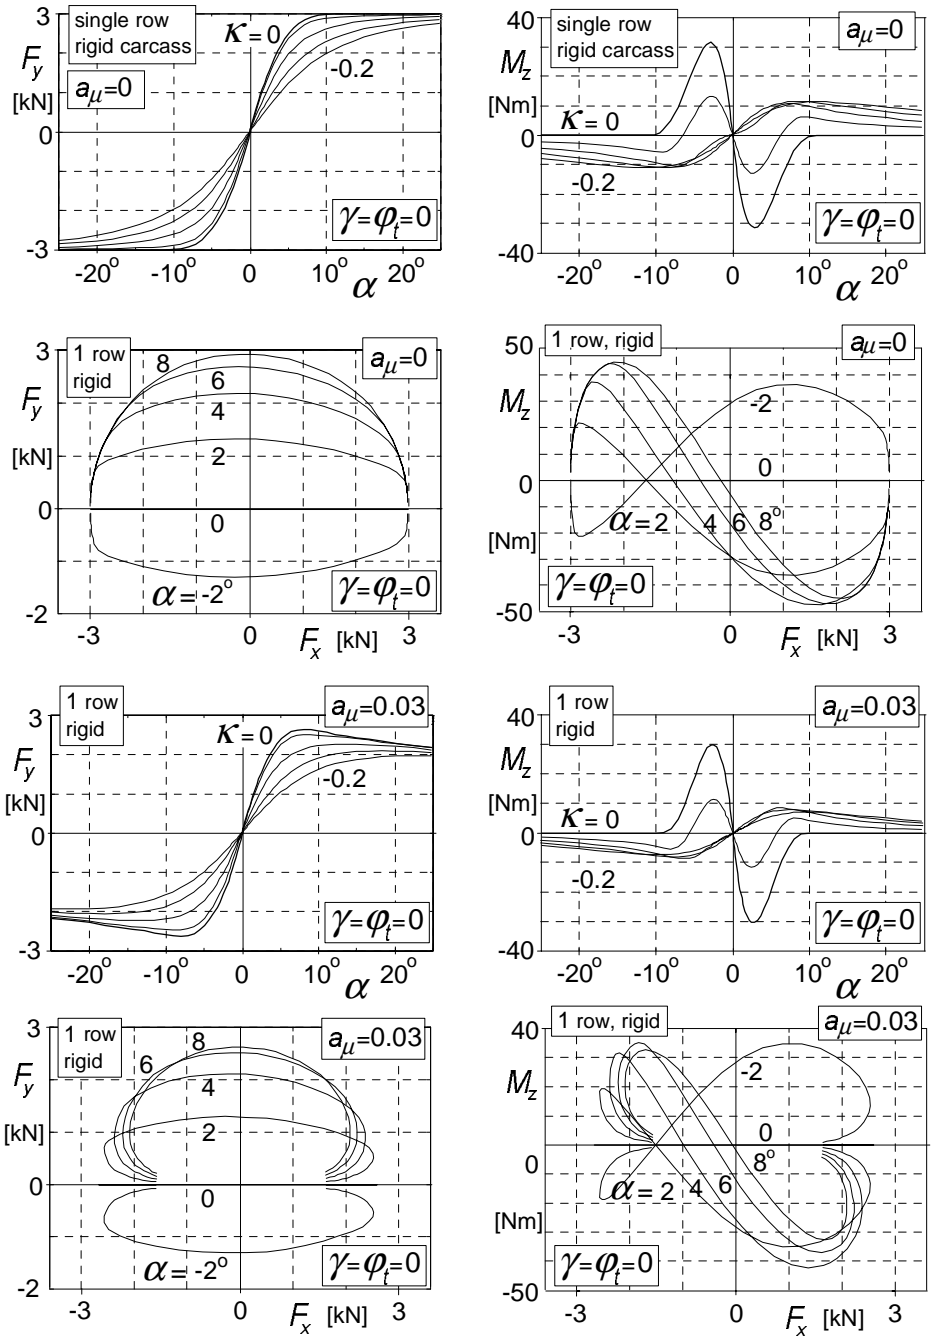 3
F_y
[kN]
0
-3
single row
rigid carcass
a_μ=0
κ=0
-0.2
γ=φ_t=0
-20° -10° 0 10° 20°
α
40
M_z
[Nm]
0
-40
single row
rigid carcass
a_μ=0
κ=0
-0.2
γ=φ_t=0
-20° -10° 0 10° 20°
α
3
F_y
[kN]
0
-2
1 row
rigid
a_μ=0
8
6
4
2
0
α=-2°
γ=φ_t=0
-3 0 3
F_x [kN]
50
M_z
0
[Nm]
-50
1 row, rigid
a_μ=0
-2
0
α=2 4 6 8°
γ=φ_t=0
-3 0 3
F_x [kN]
3
F_y
[kN]
0
-3
1 row
rigid
a_μ=0.03
κ=0
-0.2
γ=φ_t=0
-20° -10° 0 10° 20°
α
40
M_z
[Nm]
0
-40
1 row
rigid
a_μ=0.03
κ=0
-0.2
γ=φ_t=0
-20° -10° 0 10° 20°
α
3
F_y
[kN]
0
-2
1 row
rigid
a_μ=0.03
8
6
4
2
0
α=-2°
γ=φ_t=0
-3 0 3
F_x [kN]
40
M_z
0
[Nm]
-50
1 row, rigid
a_μ=0.03
-2
0
8°
α=2 4 6
γ=φ_t=0
-3 0 3
F_x [kN]